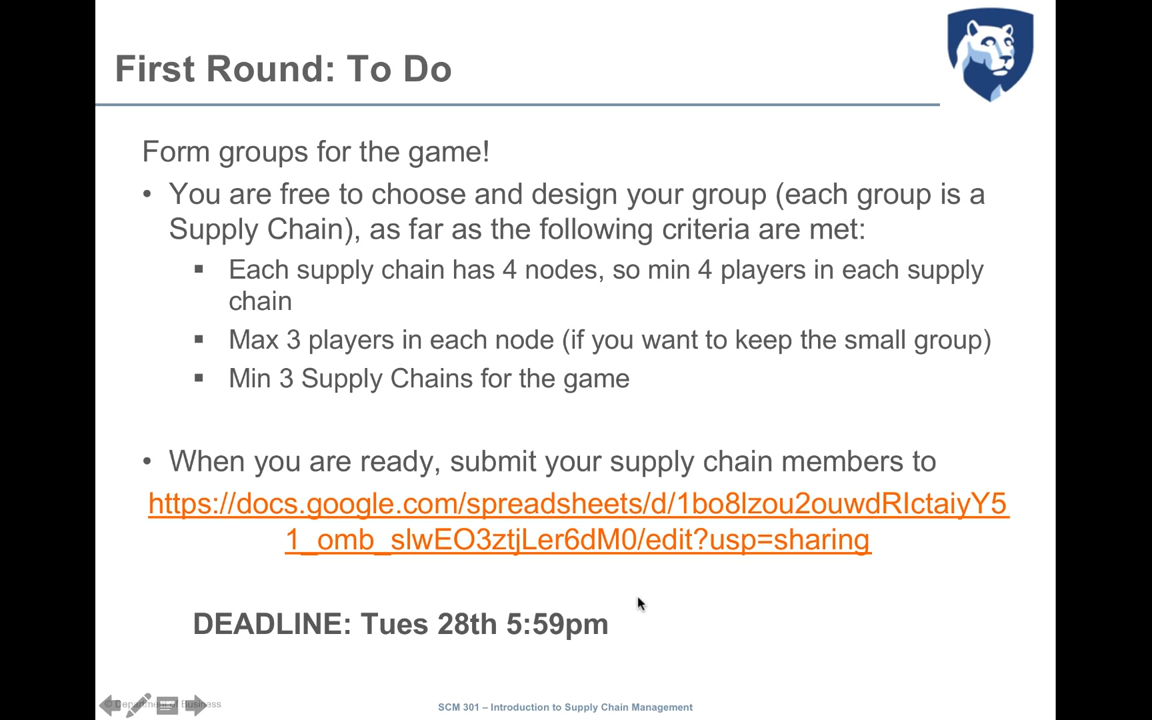 First Round: To Do
Form groups for the game!
• You are free to choose and design your group (each group is a
Supply Chain), as far as the following criteria are met:
▪ Each supply chain has 4 nodes, so min 4 players in each supply
chain
▪ Max 3 players in each node (if you want to keep the small group)
▪ Min 3 Supply Chains for the game
• When you are ready, submit your supply chain members to
https://docs.google.com/spreadsheets/d/1bo8lzou2ouwdRIctaiyY5
1_omb_slwEO3ztjLer6dM0/edit?usp=sharing
DEADLINE: Tues 28th 5:59pm
© Department of Business
SCM 301 – Introduction to Supply Chain Management